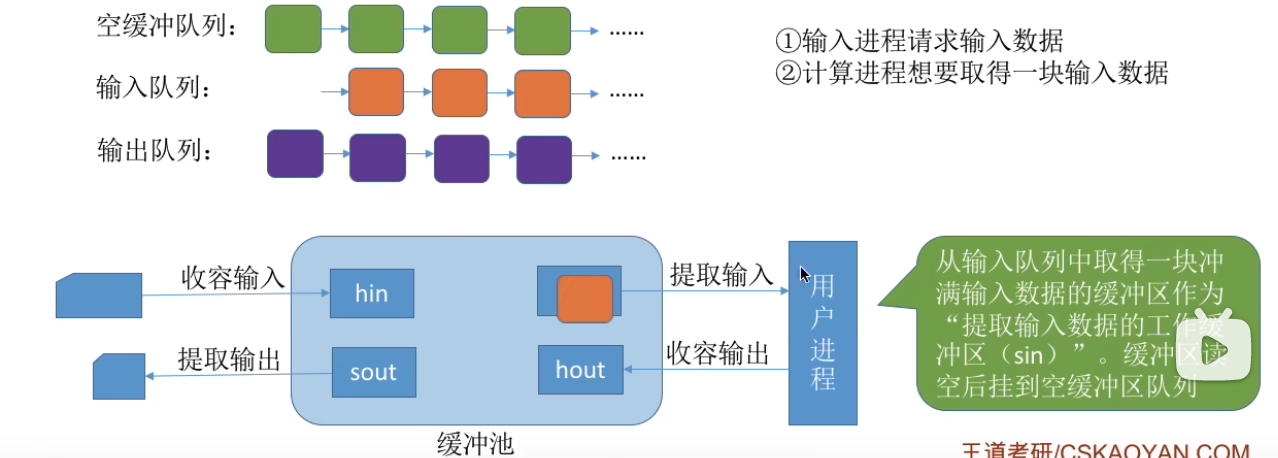 空缓冲队列：
……
①输入进程请求输入数据
②计算进程想要取得一块输入数据
输入队列：
……
输出队列：
……
收容输入
hin
提取输入
用户进程
提取输出
sout
hout
收容输出
缓冲池
从输入队列中取得一块冲
满输入数据的缓冲区作为
“提取输入数据的工作缓
冲区（sin）”。缓冲区读
空后挂到空缓冲区队列
王道考研/CSKAOYAN.COM